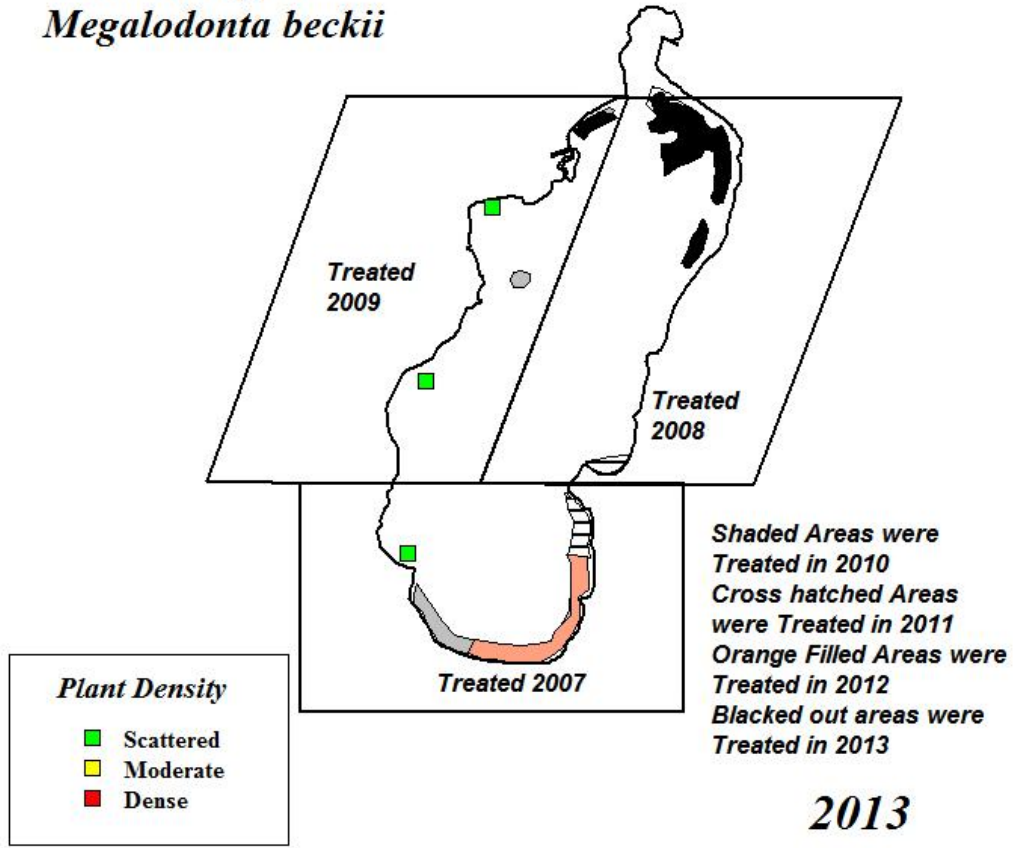 Megalodonta beckii
Treated
2009
Treated
2008
Shaded Areas were
Treated in 2010
Cross hatched Areas
were Treated in 2011
Orange Filled Areas were
Treated in 2012
Blacked out areas were
Treated in 2013
Treated 2007
Plant Density
Scattered
Moderate
Dense
2013